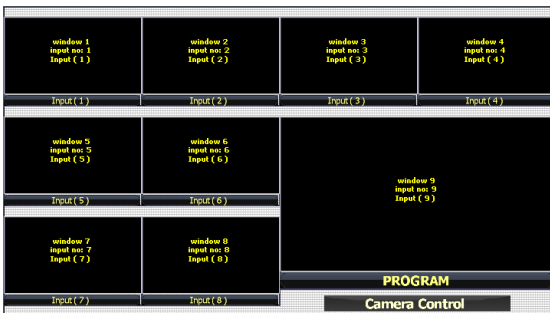 window 1
input no: 1
Input ( 1 )
window 2
input no: 2
Input ( 2 )
window 3
input no: 3
Input ( 3 )
window 4
input no: 4
Input ( 4 )
Input( 1 )
Input( 2 )
Input( 3 )
Input( 4 )
window 5
input no: 5
Input ( 5 )
window 6
input no: 6
Input ( 6 )
Input( 5 )
Input( 6 )
window 9
input no: 9
Input ( 9 )
window 7
input no: 7
Input ( 7 )
window 8
input no: 8
Input ( 8 )
Input( 7 )
Input( 8 )
PROGRAM
Camera Control